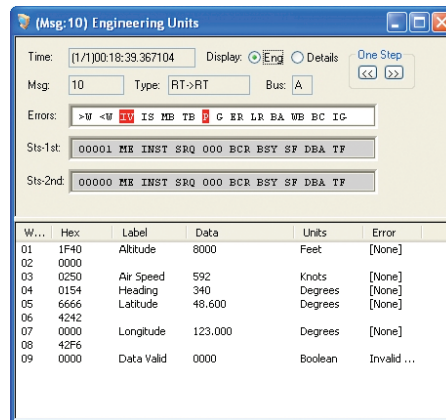 (Msg:10) Engineering Units
Time: (1/1)00:18:39.367104 Display: Eng Details One Step
Msg: 10 Type: RT->RT Bus: A << >>
Errors: >W <W IV IS MB TB P G ER LR BA WB BC IG
Sts-1st: 00001 ME INST SRQ 000 BCR BSY SF DBA TF
Sts-2nd: 00000 ME INST SRQ 000 BCR BSY SF DBA TF
W... Hex Label Data Units Error
01 1F40 Altitude 8000 Feet [None]
02 0000
03 0250 Air Speed 592 Knots [None]
04 0154 Heading 340 Degrees [None]
05 6666 Latitude 48.600 Degrees [None]
06 4242
07 0000 Longitude 123.000 Degrees [None]
08 42F6
09 0000 Data Valid 0000 Boolean Invalid ...